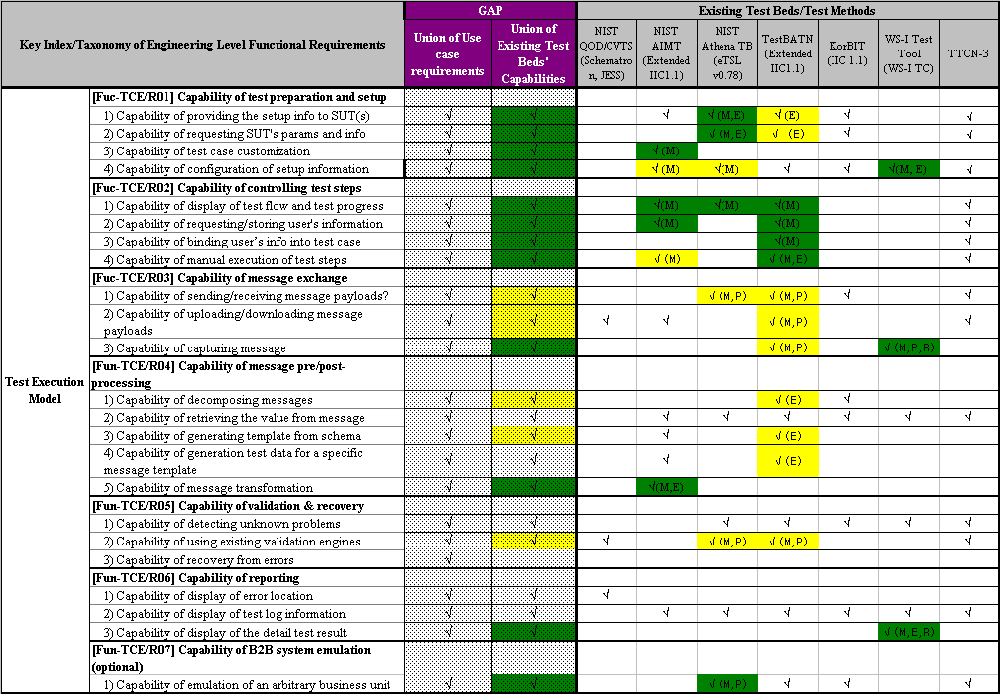 GAP Existing Test Beds/Test Methods
Key Index/Taxonomy of Engineering Level Functional Requirements
Union of Use
case
requirements
Union of
Existing Test
Beds'
Capabilities
NIST
QOD/CVTS
(Schematro
n, JESS)
NIST
AIMT
(Extended
IIC1.1)
NIST
Athena TB
(eTSL
v0.78)
TestBATN
(Extended
IIC1.1)
KorBIT
(IIC 1.1)
WS-I Test
Tool
(WS-I TC)
TTCN-3
Test Execution
Model
[Fuc-TCE/R01] Capability of test preparation and setup
1) Capability of providing the setup info to SUT(s) √ √ √ √(M,E) √(E) √ √
2) Capability of requesting SUT's params and info √ √ √(M,E) √ (E) √ √
3) Capability of test case customization √ √ √(M)
4) Capability of configuration of setup information √ √ √(M) √(M) √ √ √(M, E) √
[Fuc-TCE/R02] Capability of controlling test steps
1) Capability of display of test flow and test progress √ √ √(M) √(M) √(M) √
2) Capability of requesting/storing user's information √ √ √(M) √(M) √
3) Capability of binding user's info into test case √ √ √(M) √
4) Capability of manual execution of test steps √ √ √(M) √(M,E) √
[Fuc-TCE/R03] Capability of message exchange
1) Capability of sending/receiving message payloads? √ √ √(M,P) √(M,P) √ √
2) Capability of uploading/downloading message
payloads √ √ √ √ √(M,P) √
3) Capability of capturing message √ √ √(M,P) √(M,P,R)
[Fun-TCE/R04] Capability of message pre/post-
processing
1) Capability of decomposing messages √ √ √(E) √
2) Capability of retrieving the value from message √ √ √ √ √ √ √ √
3) Capability of generating template from schema √ √ √ √(E)
4) Capability of generation test data for a specific
message template √ √ √ √(E)
5) Capability of message transformation √ √ √(M,E)
[Fun-TCE/R05] Capability of validation & recovery
1) Capability of detecting unknown problems √ √ √ √ √ √ √
2) Capability of using existing validation engines √ √ √ √(M,P) √(M,P) √
3) Capability of recovery from errors √
[Fun-TCE/R06] Capability of reporting
1) Capability of display of error location √ √ √
2) Capability of display of test log information √ √ √ √ √ √ √ √
3) Capability of display of the detail test result √ √ √(M,E,R)
[Fun-TCE/R07] Capability of B2B system emulation
(optional)
1) Capability of emulation of an arbitrary business unit √ √ √(M,P) √ √ √